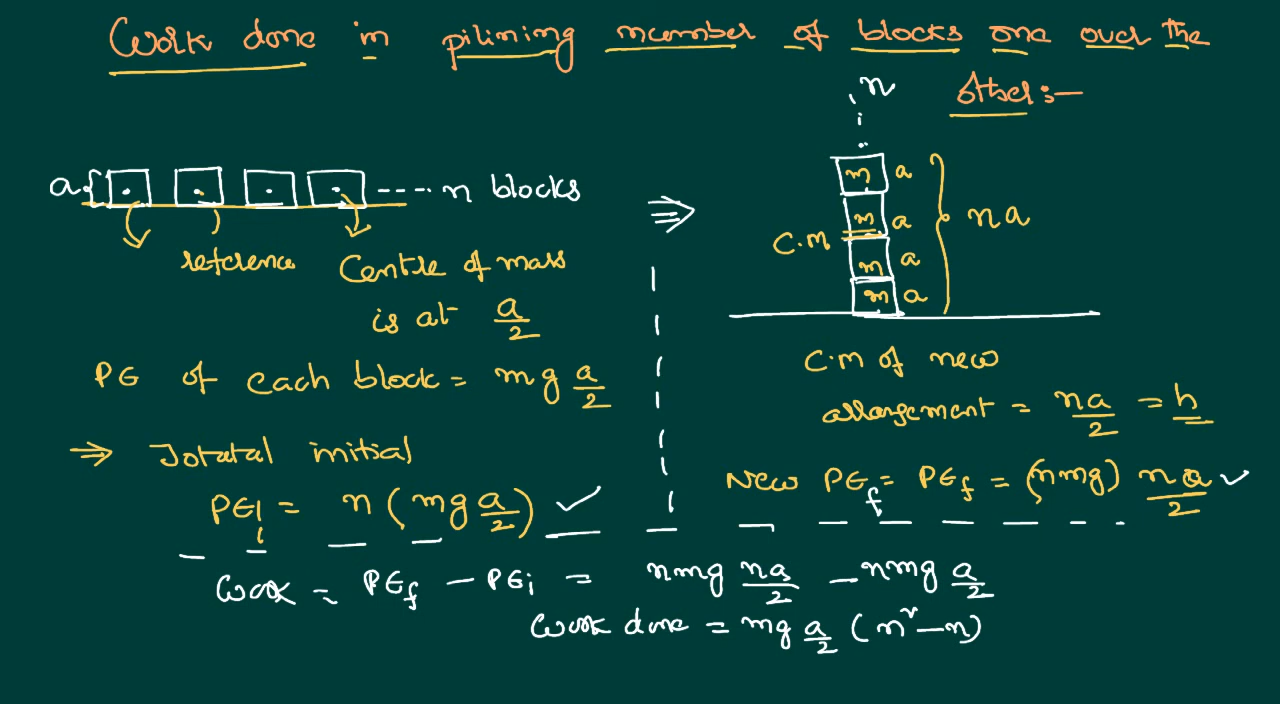 Work done in pilining number of blocks one over the
other :-
a { ---- n blocks
reference Centre of mass
is at a/2
PE of each block = mg a/2
⇒ Jotatal initial
PEi = n (mg a/2) ✓
⇒
n
m a
m a
C.m
m a
m a
} na
C.m of new
arrangement = na/2 = h
New PEf = PEf = (nmg) na/2 ✓
Work = PEf - PEi = nmg na/2 - nmg a/2
Work done = mg a/2 (n² - n)